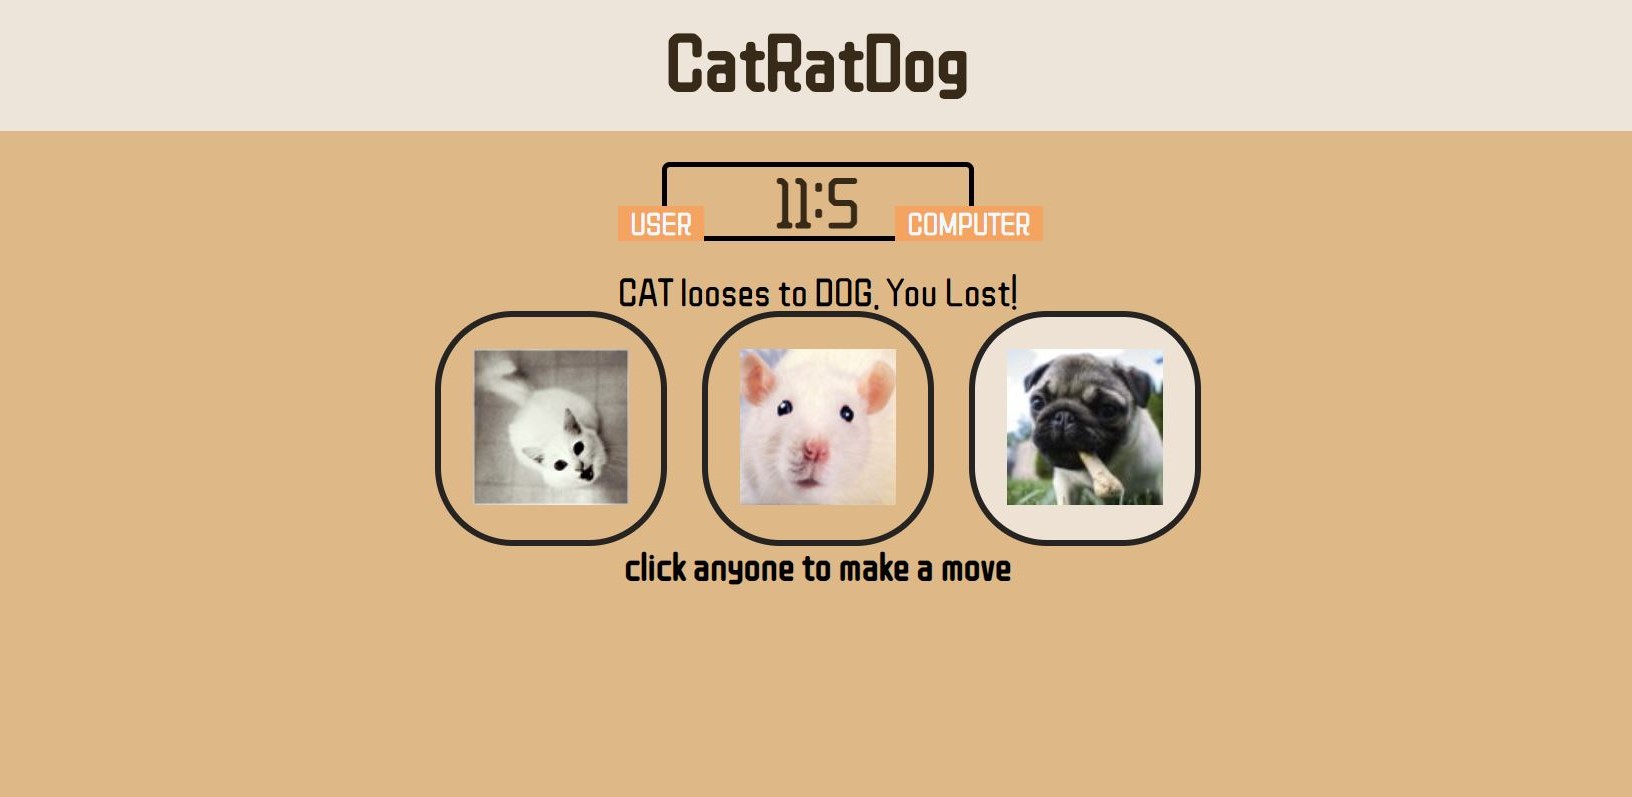 CatRatDog
11:5
USER
COMPUTER
CAT looses to DOG. You Lost!
click anyone to make a move